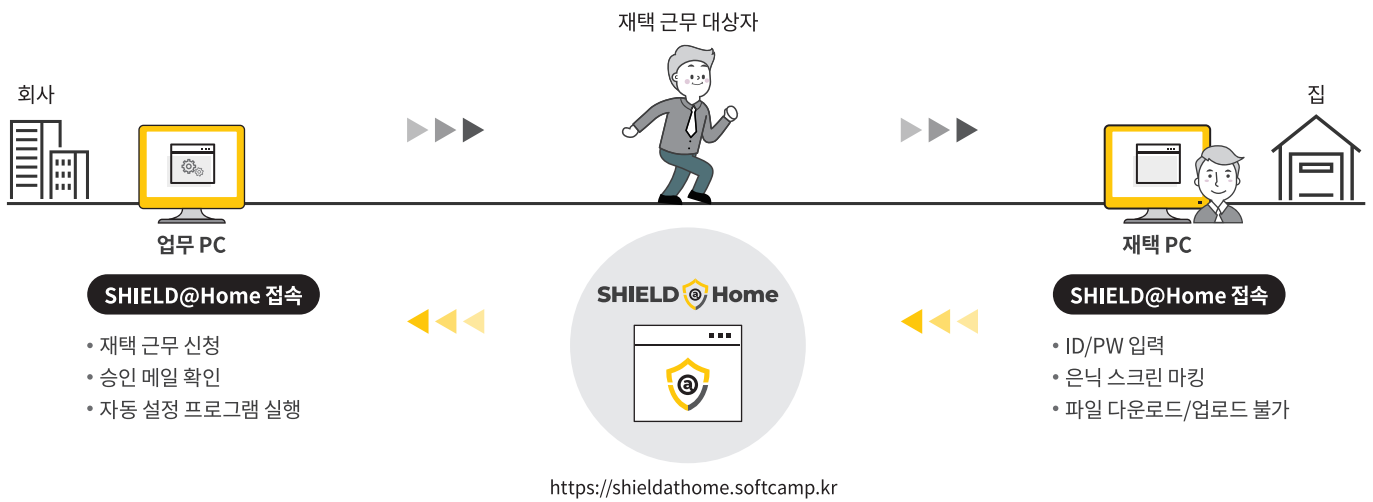 재택 근무 대상자
회사
집
업무 PC
재택 PC
SHIELD@Home 접속
• 재택 근무 신청
• 승인 메일 확인
• 자동 설정 프로그램 실행
SHIELD @ Home
@
https://shieldathome.softcamp.kr
SHIELD@Home 접속
• ID/PW 입력
• 은닉 스크린 마킹
• 파일 다운로드/업로드 불가